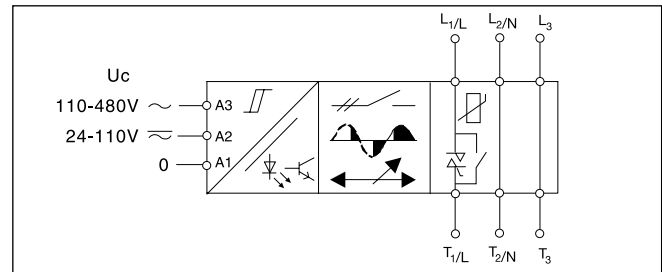 L1/L L2/N L3
Uc
110-480V ～ A3
24-110V ⎓～ A2
0 A1
T1/L T2/N T3